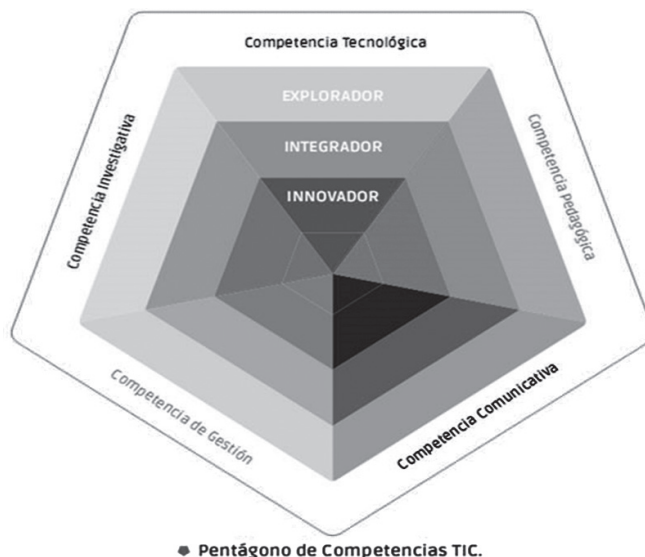 Competencia Tecnológica
EXPLORADOR
INTEGRADOR
INNOVADOR
Competencia Investigativa
Competencia Pedagógica
Competencia de Gestión
Competencia Comunicativa
Pentágono de Competencias TIC.